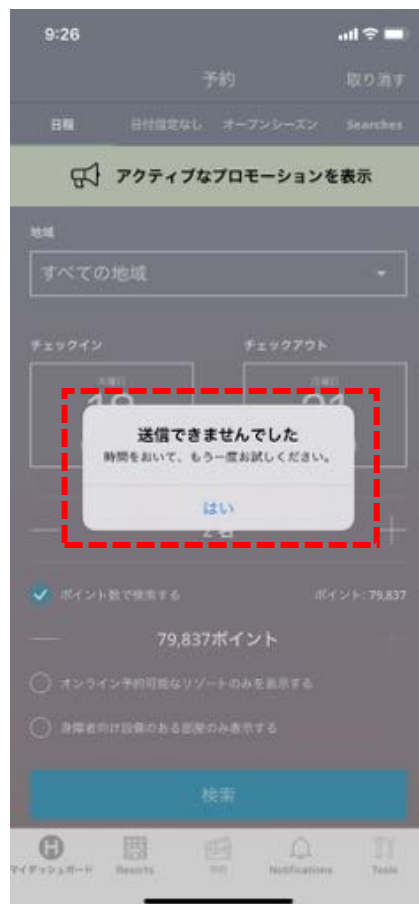 9:26
予約
取り消す
日程
日付指定なし
オープンシーズン
Searches
アクティブなプロモーションを表示
地域
すべての地域
チェックイン
チェックアウト
送信できませんでした
時間をおいて、もう一度お試しください。
はい
2名
ポイント数で検索する
ポイント: 79,837
79,837ポイント
オンライン予約可能なリゾートのみを表示する
身障者向け設備のある部屋のみ表示する
検索
マイダッシュボード
Resorts
予約
Notifications
Tools